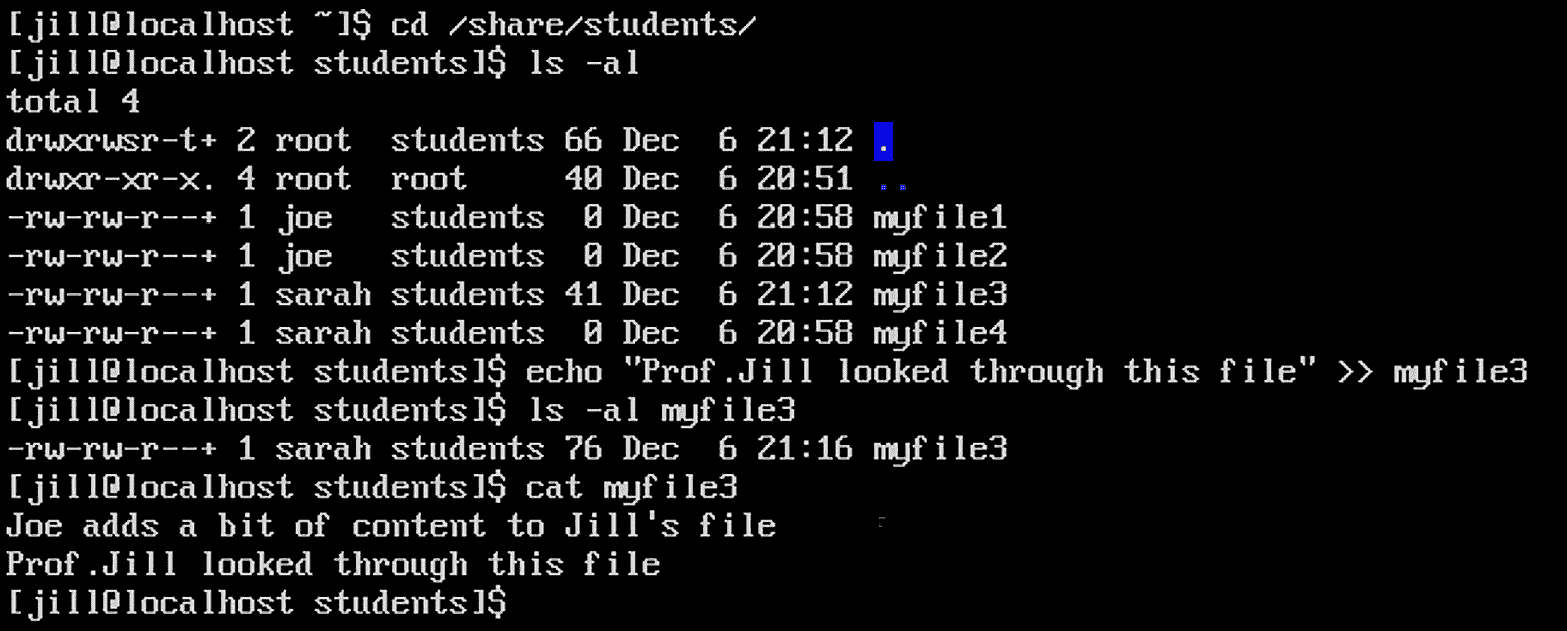 [jill@localhost ~]$ cd /share/students/
[jill@localhost students]$ ls -al
total 4
drwxrwsr-t+ 2 root  students 66 Dec  6 21:12 .
drwxr-xr-x. 4 root  root     40 Dec  6 20:51 ..
-rw-rw-r--+ 1 joe   students  0 Dec  6 20:58 myfile1
-rw-rw-r--+ 1 joe   students  0 Dec  6 20:58 myfile2
-rw-rw-r--+ 1 sarah students 41 Dec  6 21:12 myfile3
-rw-rw-r--+ 1 sarah students  0 Dec  6 20:58 myfile4
[jill@localhost students]$ echo "Prof.Jill looked through this file" >> myfile3
[jill@localhost students]$ ls -al myfile3
-rw-rw-r--+ 1 sarah students 76 Dec  6 21:16 myfile3
[jill@localhost students]$ cat myfile3
Joe adds a bit of content to Jill's file
Prof.Jill looked through this file
[jill@localhost students]$